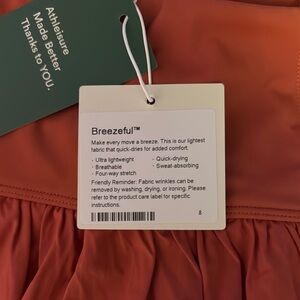 Athleisure
Made Better
Thanks to YOU.
Breezeful™
Make every move a breeze. This is our lightest
fabric that quick-dries for added comfort.
· Ultra lightweight
· Breathable
· Four-way stretch
· Quick-drying
· Sweat-absorbing
Friendly Reminder: Fabric wrinkles can be
removed by washing, drying, or ironing. Please
refer to the product care label for specific
instructions.
8